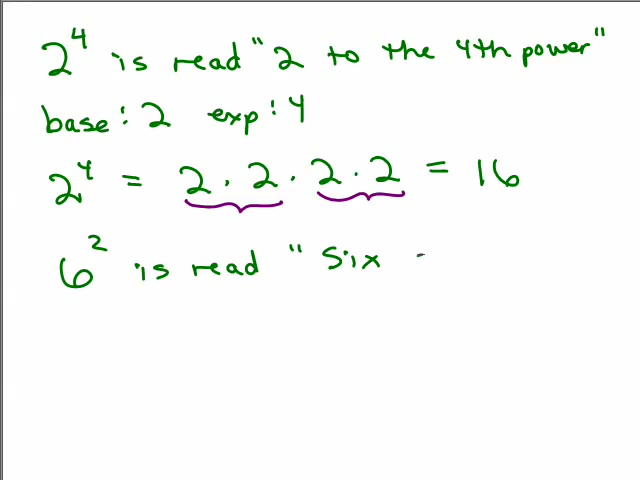 2⁴ is read "2 to the 4th power"
base: 2 exp: 4
2⁴ = 2 · 2 · 2 · 2 = 16
6² is read "six